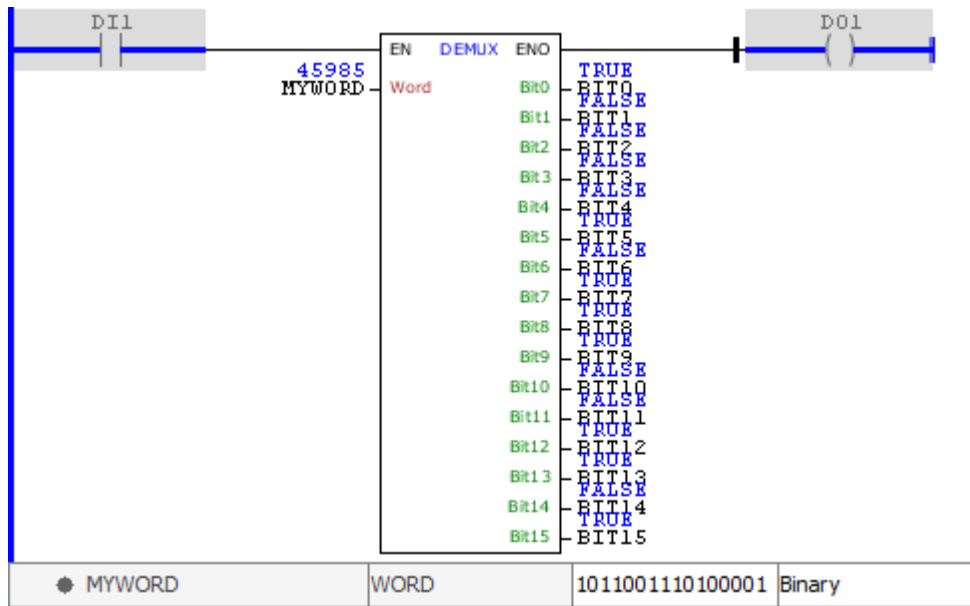 DI1 DO1
EN DEMUX ENO
45985 TRUE
MYWORD Word Bit0 BIT0
FALSE
Bit1 BIT1
FALSE
Bit2 BIT2
FALSE
Bit3 BIT3
FALSE
Bit4 BIT4
TRUE
Bit5 BIT5
FALSE
Bit6 BIT6
TRUE
Bit7 BIT7
TRUE
Bit8 BIT8
TRUE
Bit9 BIT9
FALSE
Bit10 BIT10
FALSE
Bit11 BIT11
TRUE
Bit12 BIT12
TRUE
Bit13 BIT13
FALSE
Bit14 BIT14
TRUE
Bit15 BIT15
MYWORD WORD 1011001110100001 Binary